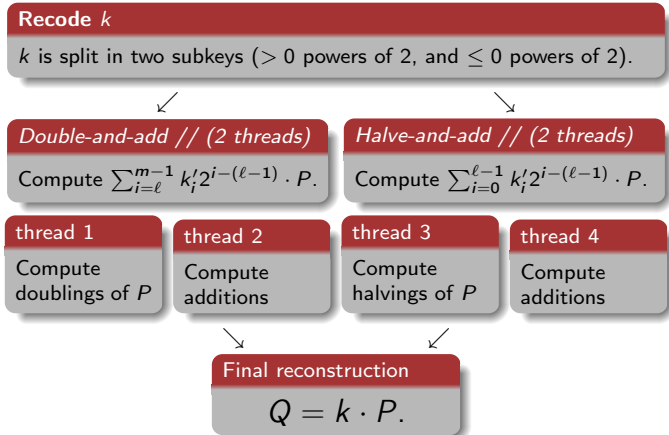 Recode k
k is split in two subkeys (> 0 powers of 2, and ≤ 0 powers of 2).
Double-and-add // (2 threads)
Compute ∑_{i=ℓ}^{m−1} k′_i 2^{i−(ℓ−1)} · P.
Halve-and-add // (2 threads)
Compute ∑_{i=0}^{ℓ−1} k′_i 2^{i−(ℓ−1)} · P.
thread 1
Compute
doublings of P
thread 2
Compute
additions
thread 3
Compute
halvings of P
thread 4
Compute
additions
Final reconstruction
Q = k · P.